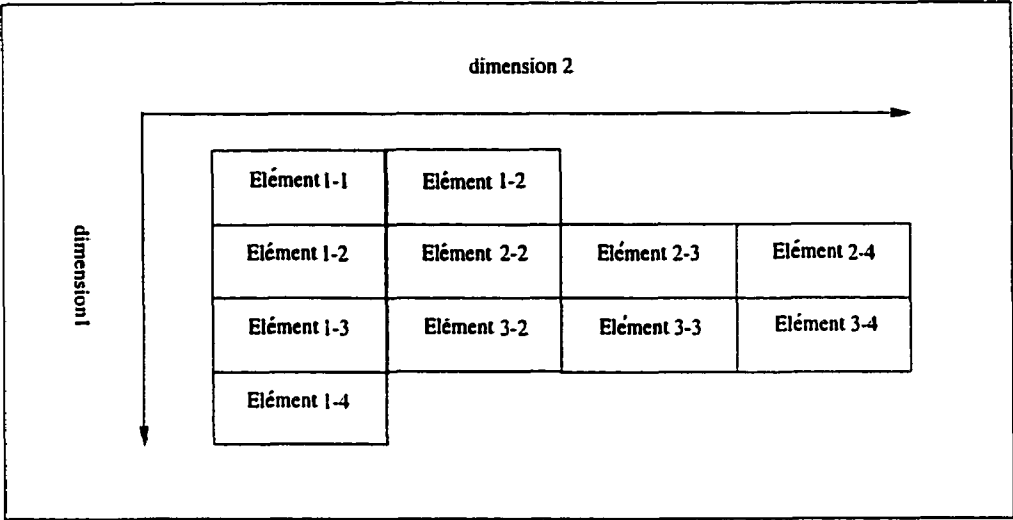 dimension 2
dimension1
Elément 1-1 Elément 1-2
Elément 1-2 Elément 2-2 Elément 2-3 Elément 2-4
Elément 1-3 Elément 3-2 Elément 3-3 Elément 3-4
Elément 1-4